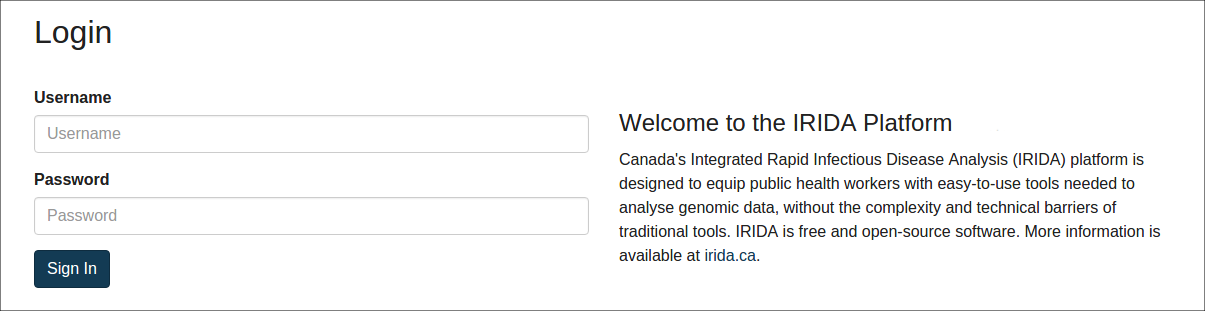 Login
Username
Username
Password
Password
Sign In
Welcome to the IRIDA Platform
Canada's Integrated Rapid Infectious Disease Analysis (IRIDA) platform is
designed to equip public health workers with easy-to-use tools needed to
analyse genomic data, without the complexity and technical barriers of
traditional tools. IRIDA is free and open-source software. More information is
available at irida.ca.